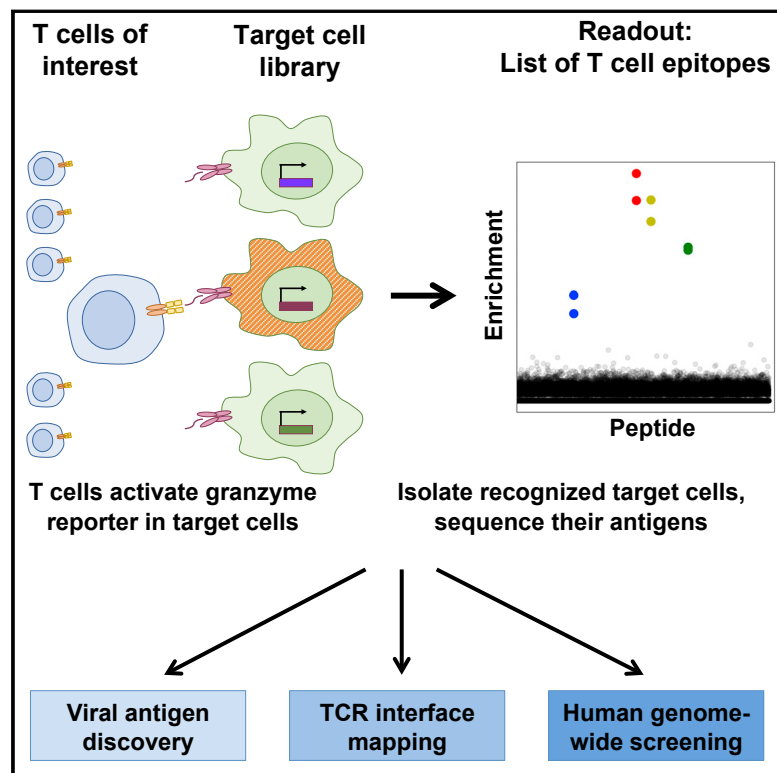 T cells of
interest
Target cell
library
Readout:
List of T cell epitopes
Enrichment
Peptide
T cells activate granzyme
reporter in target cells
Isolate recognized target cells,
sequence their antigens
Viral antigen
discovery
TCR interface
mapping
Human genome-
wide screening